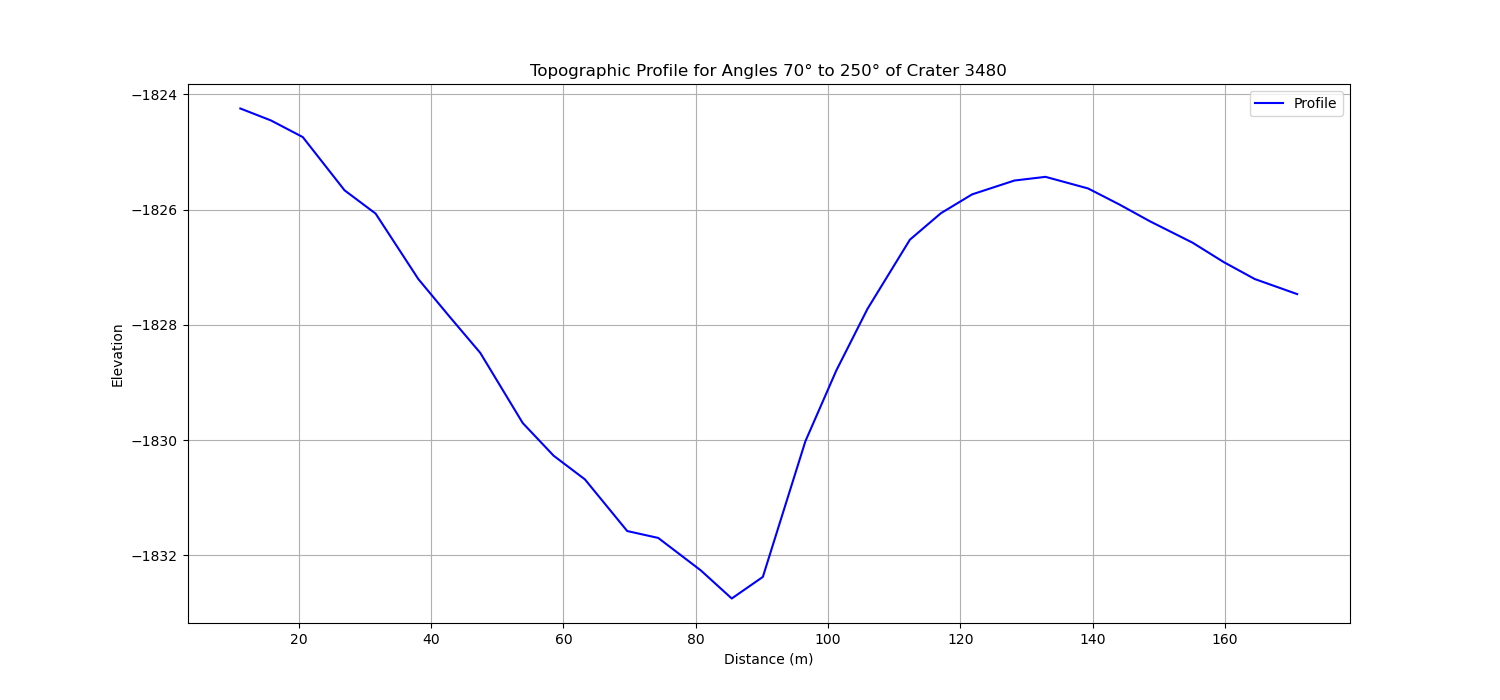 Topographic Profile for Angles 70° to 250° of Crater 3480
Profile
−1824
−1826
−1828
−1830
−1832
Elevation
20 40 60 80 100 120 140 160
Distance (m)